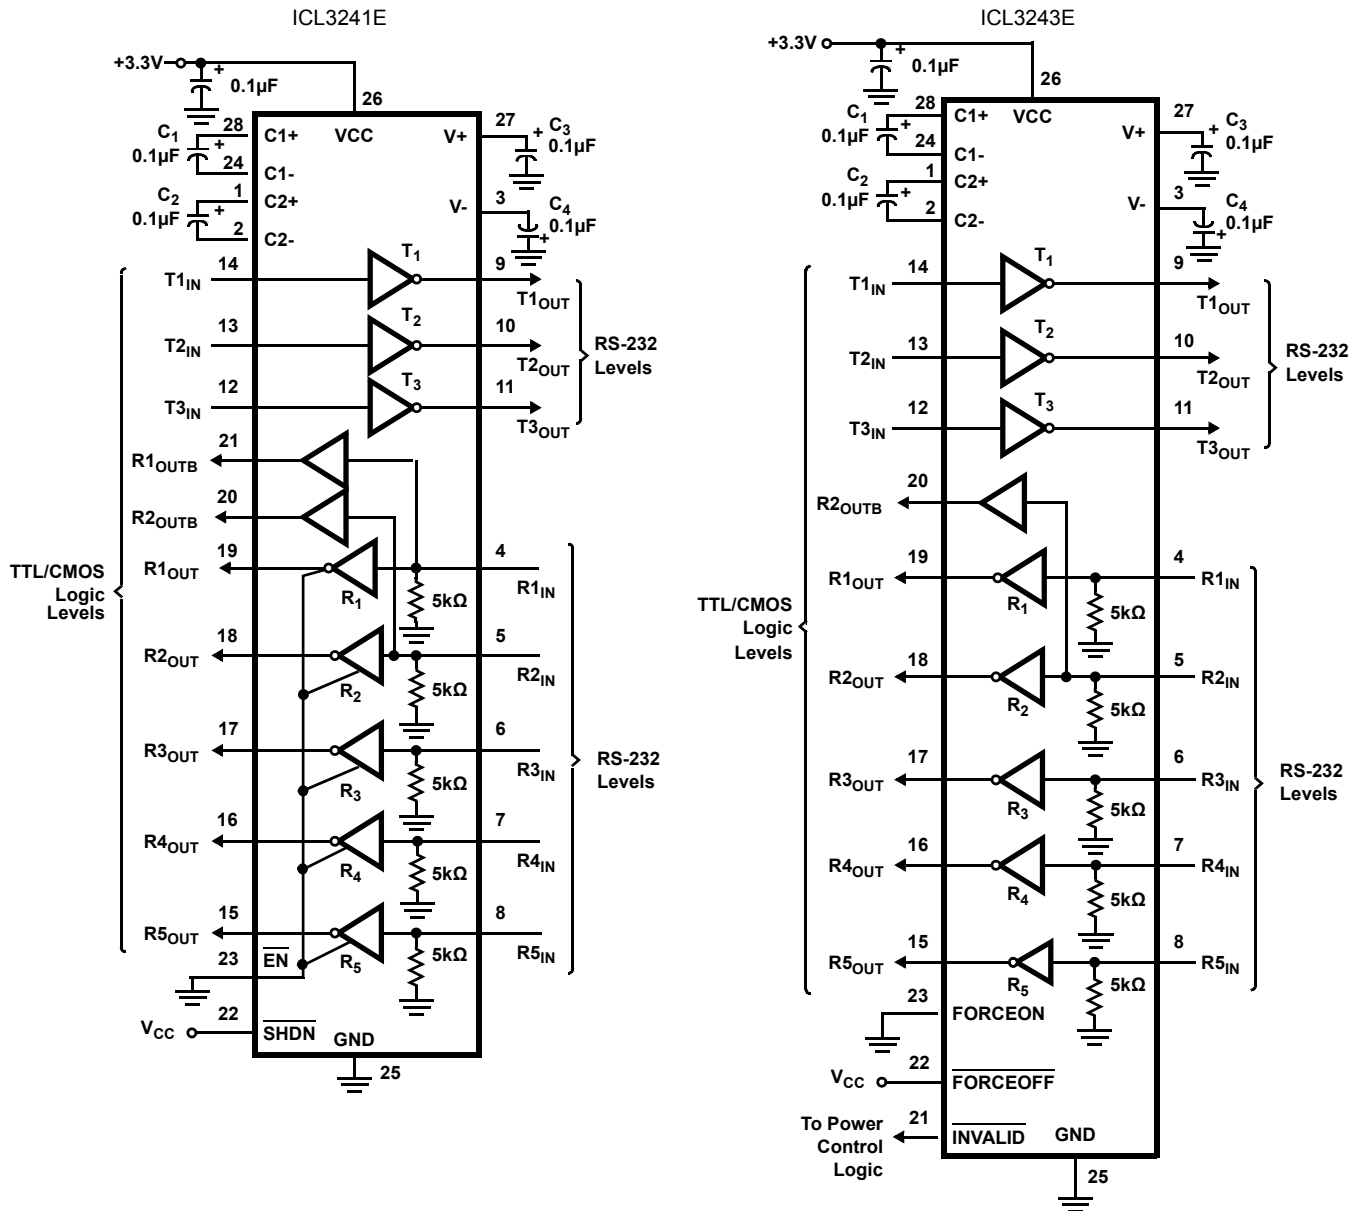 ICL3241E
+3.3V
+
0.1µF
26
C1
0.1µF
+
28
C1+
VCC
V+
27
+
C3
0.1µF
24
C1-
C2
0.1µF
+
1
C2+
V-
3
C4
0.1µF
+
2
C2-
T1IN
14
T1
9
T1OUT
T2IN
13
T2
10
T2OUT
RS-232
Levels
T3IN
12
T3
11
T3OUT
R1OUTB
21
R2OUTB
20
TTL/CMOS
Logic
Levels
R1OUT
19
R1
5kΩ
4
R1IN
R2OUT
18
R2
5kΩ
5
R2IN
R3OUT
17
R3
5kΩ
6
R3IN
RS-232
Levels
R4OUT
16
R4
5kΩ
7
R4IN
R5OUT
15
R5
5kΩ
8
R5IN
23
EN
VCC
22
SHDN
GND
25
ICL3243E
+3.3V
+
0.1µF
26
C1
0.1µF
+
28
C1+
VCC
V+
27
+
C3
0.1µF
24
C1-
C2
0.1µF
+
1
C2+
V-
3
C4
0.1µF
+
2
C2-
T1IN
14
T1
9
T1OUT
T2IN
13
T2
10
T2OUT
RS-232
Levels
T3IN
12
T3
11
T3OUT
R2OUTB
20
TTL/CMOS
Logic
Levels
R1OUT
19
R1
5kΩ
4
R1IN
R2OUT
18
R2
5kΩ
5
R2IN
R3OUT
17
R3
5kΩ
6
R3IN
RS-232
Levels
R4OUT
16
R4
5kΩ
7
R4IN
R5OUT
15
R5
5kΩ
8
R5IN
23
FORCEON
VCC
22
FORCEOFF
To Power
Control
Logic
21
INVALID
GND
25